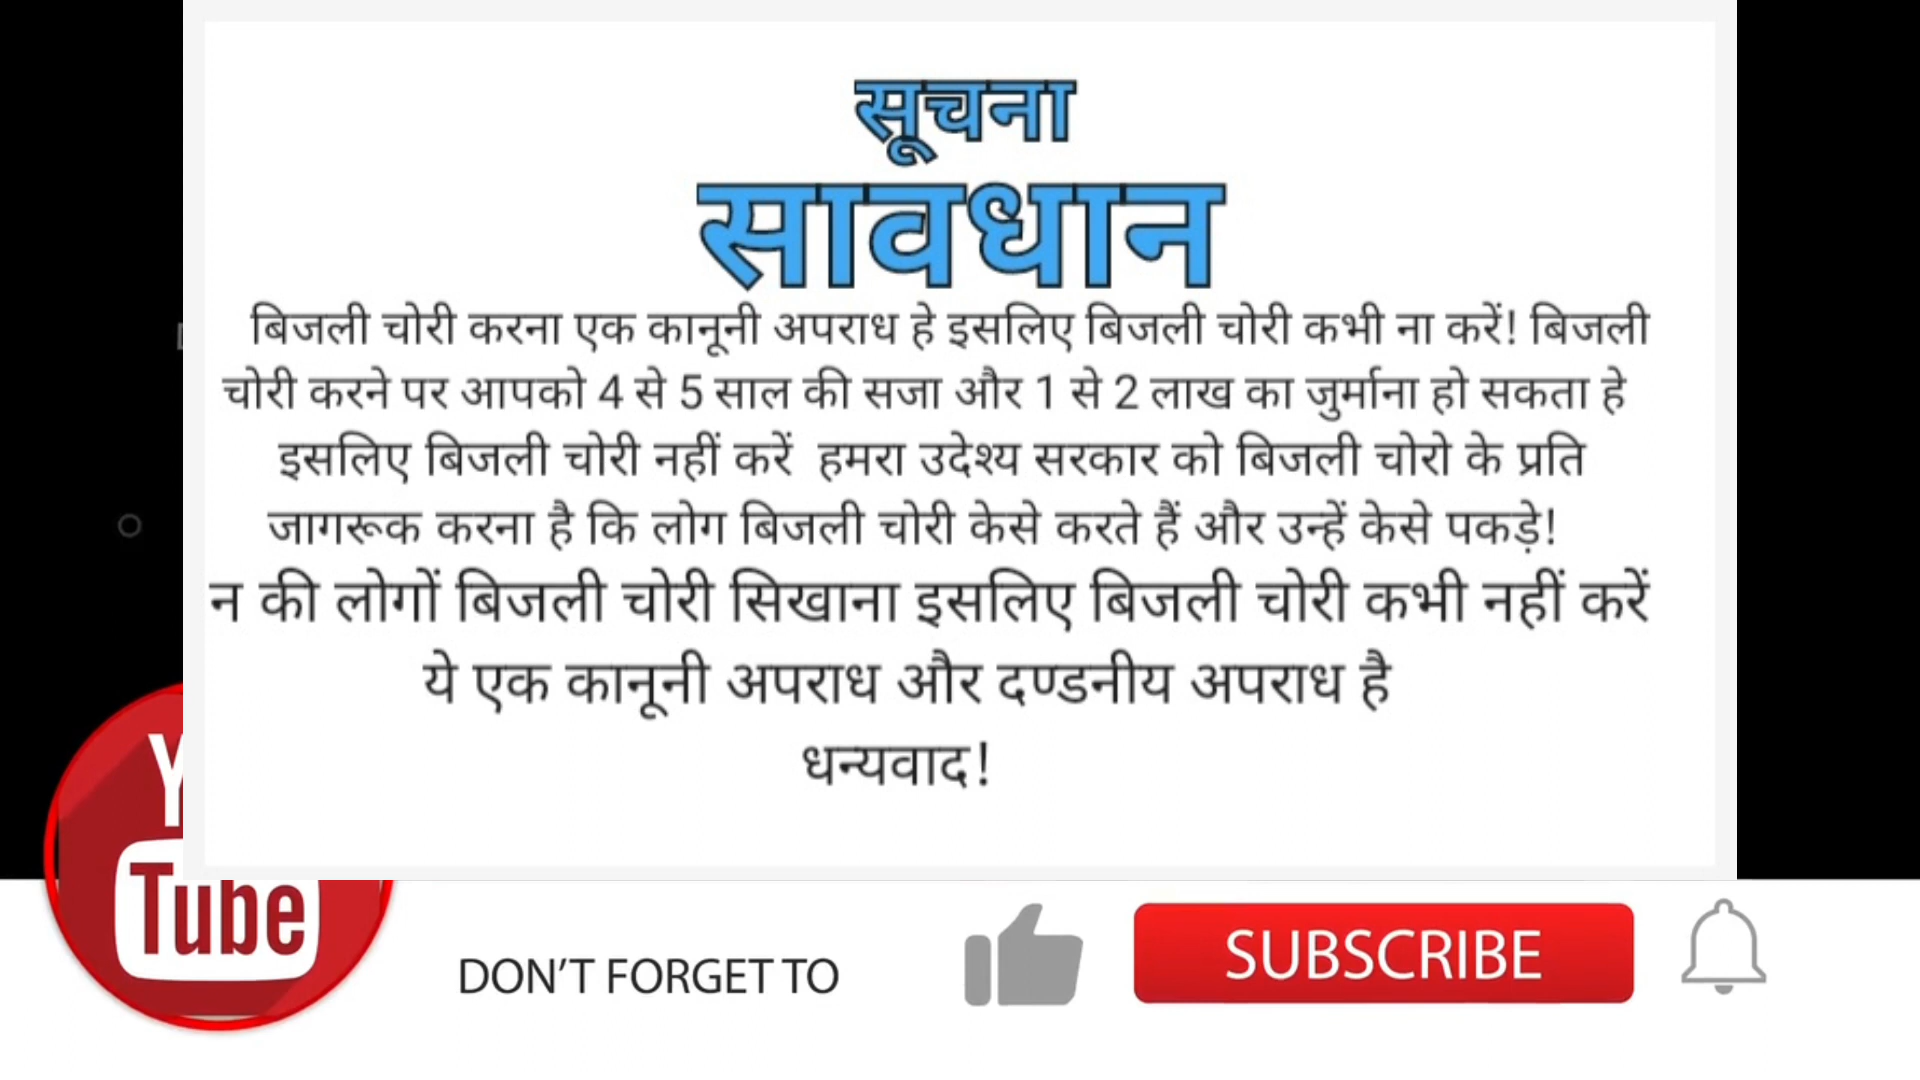 सूचना
सावधान
बिजली चोरी करना एक कानूनी अपराध हे इसलिए बिजली चोरी कभी ना करें! बिजली
चोरी करने पर आपको 4 से 5 साल की सजा और 1 से 2 लाख का जुर्माना हो सकता हे
इसलिए बिजली चोरी नहीं करें हमरा उदेश्य सरकार को बिजली चोरो के प्रति
जागरूक करना है कि लोग बिजली चोरी केसे करते हैं और उन्हें केसे पकड़े!
न की लोगों बिजली चोरी सिखाना इसलिए बिजली चोरी कभी नहीं करें
ये एक कानूनी अपराध और दण्डनीय अपराध है
धन्यवाद!
Tube
DON'T FORGET TO
SUBSCRIBE